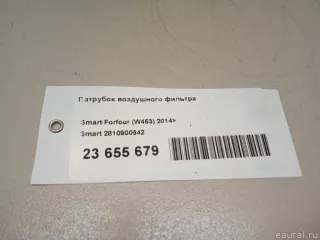 Патрубок воздушного фильтра
Smart Forfour (W453) 2014>
Smart 2810900642
23 655 679
eaural.ru